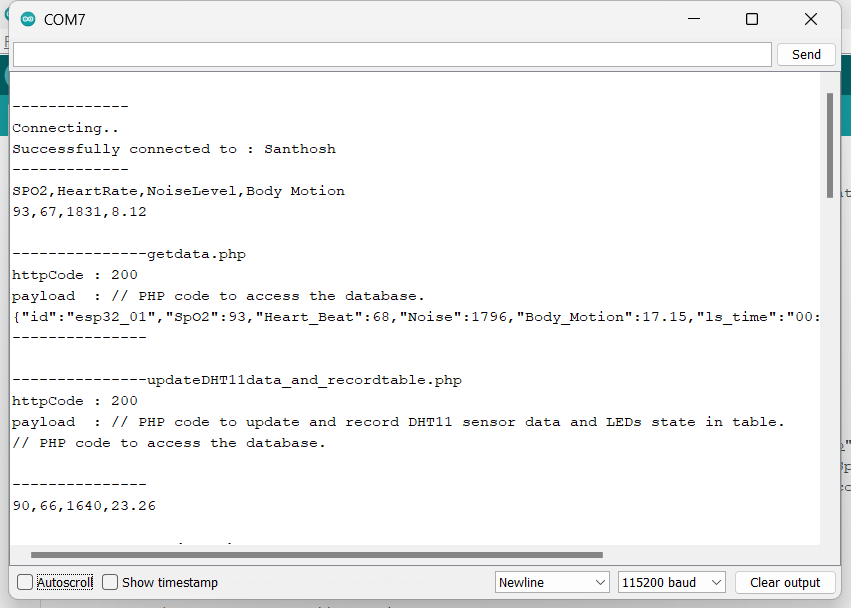 COM7
Send
-------------
Connecting..
Successfully connected to : Santhosh
-------------
SPO2,HeartRate,NoiseLevel,Body Motion
93,67,1831,8.12
---------------getdata.php
httpCode : 200
payload  : // PHP code to access the database.
{"id":"esp32_01","SpO2":93,"Heart_Beat":68,"Noise":1796,"Body_Motion":17.15,"ls_time":"00:
---------------
---------------updateDHT11data_and_recordtable.php
httpCode : 200
payload  : // PHP code to update and record DHT11 sensor data and LEDs state in table.
// PHP code to access the database.
---------------
90,66,1640,23.26
Autoscroll Show timestamp Newline 115200 baud Clear output